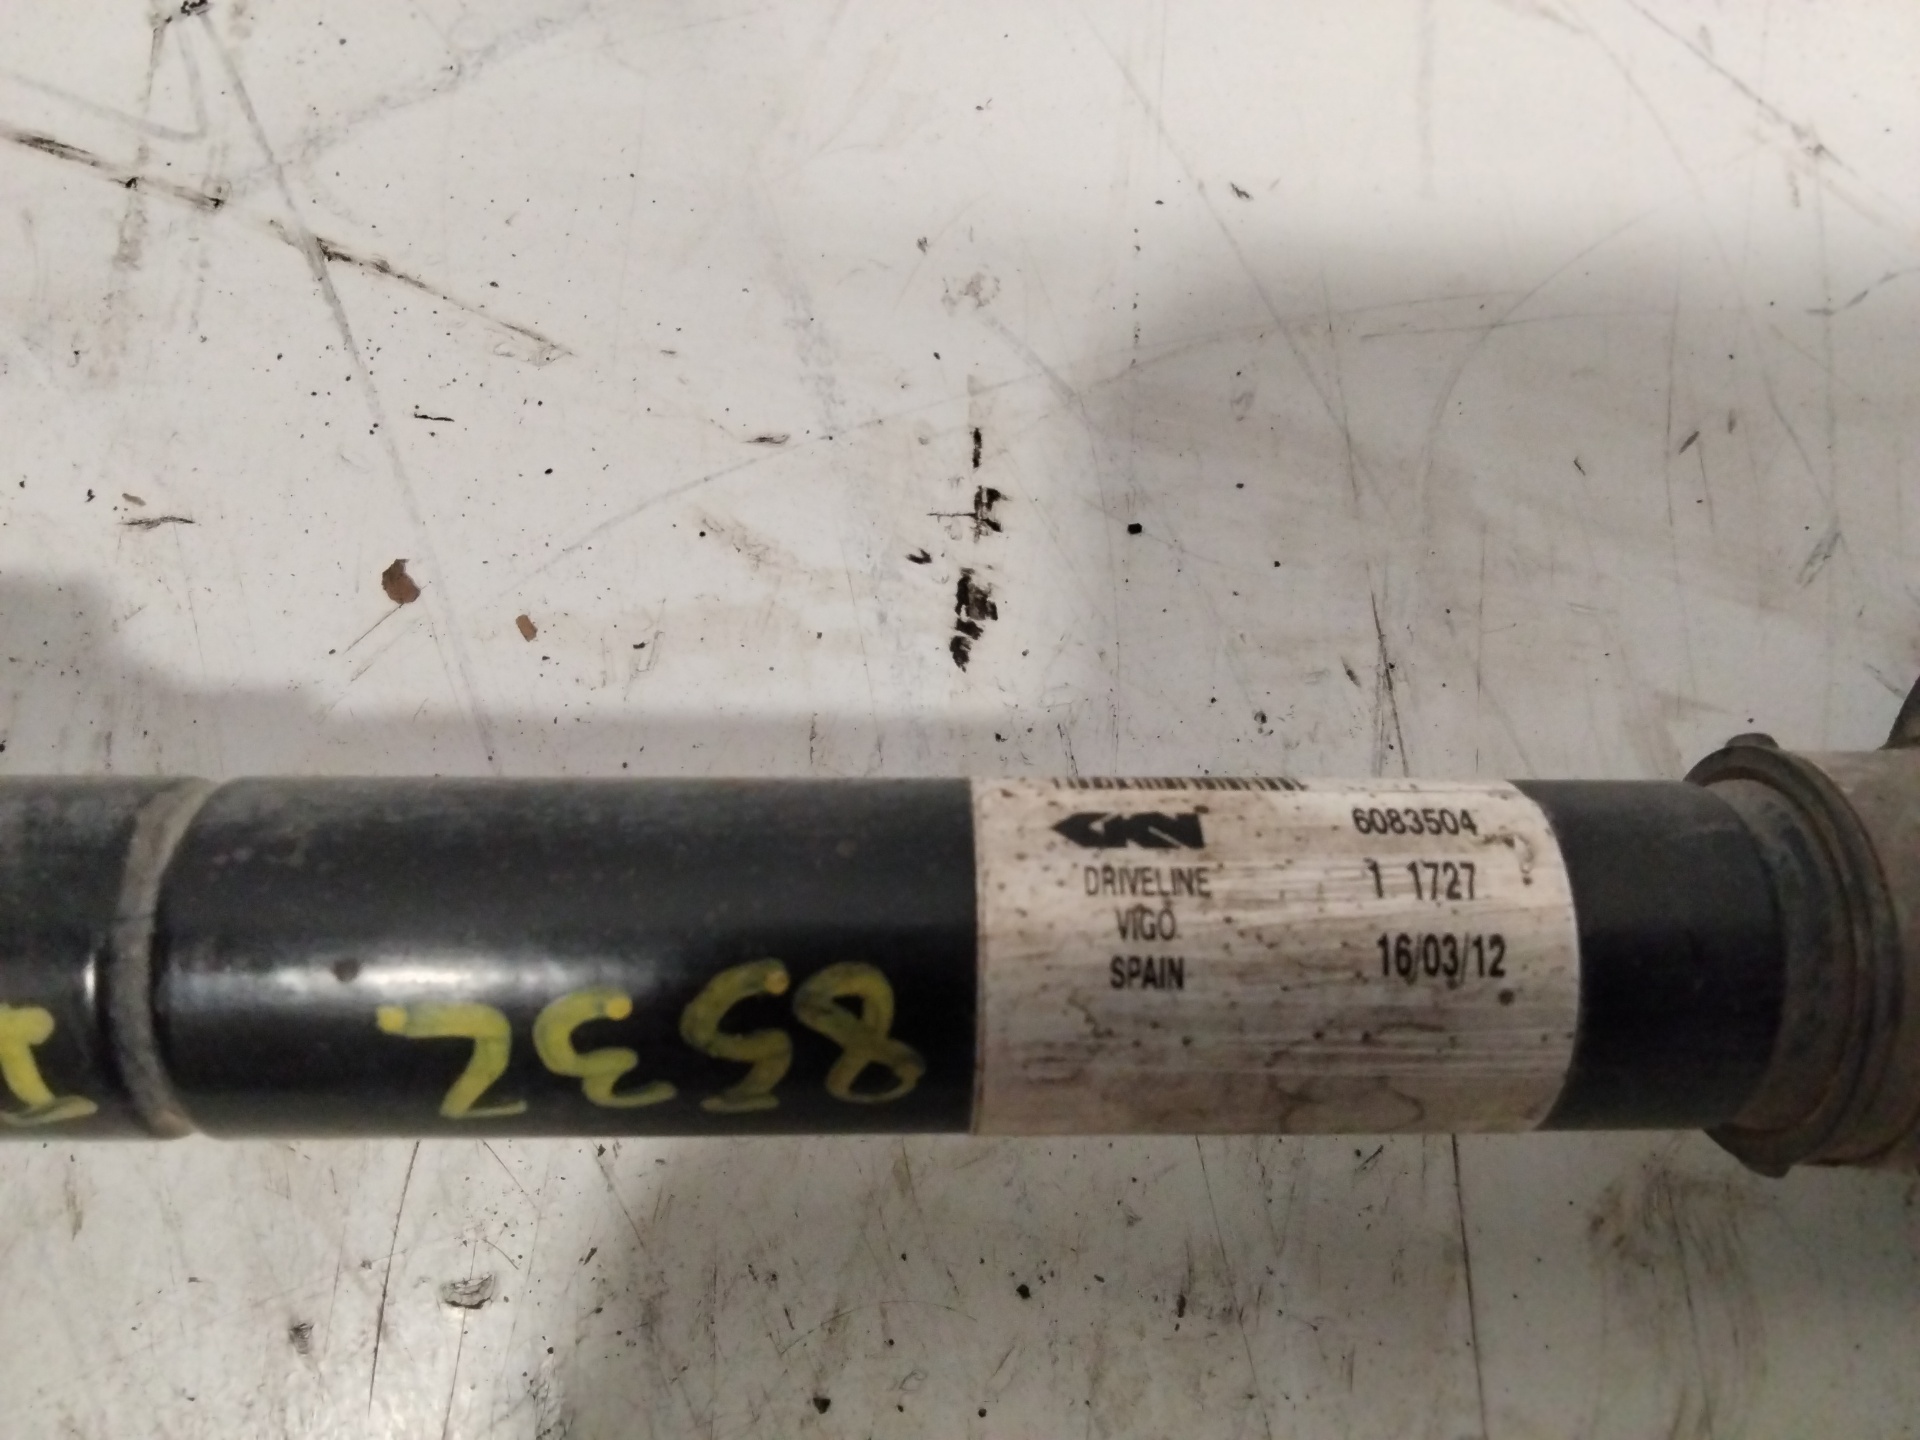 GKN
6083504
DRIVELINE
1 1727
VIGO
SPAIN
16/03/12
8532 I